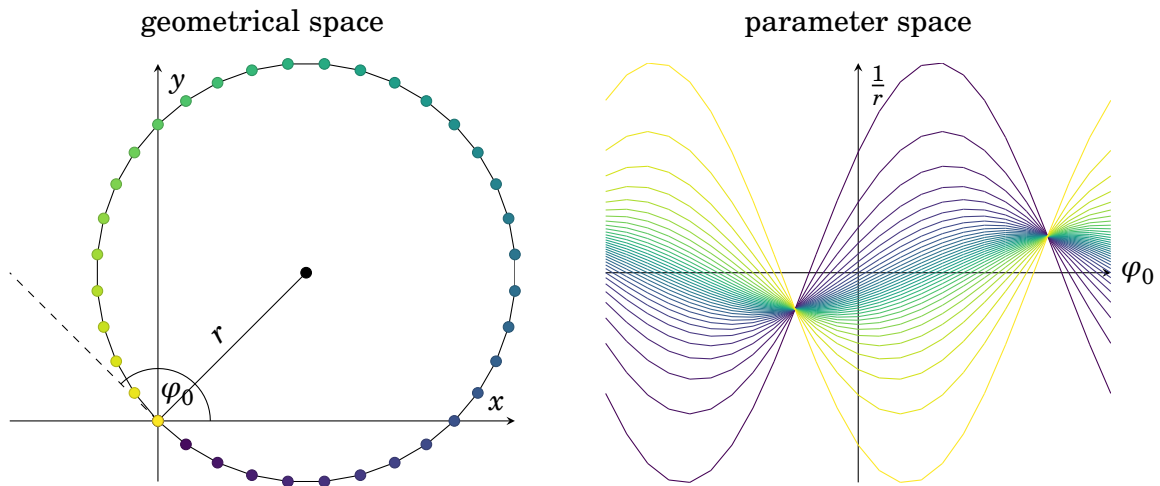 geometrical space
y
r
φ₀
x
parameter space
1/r
φ₀